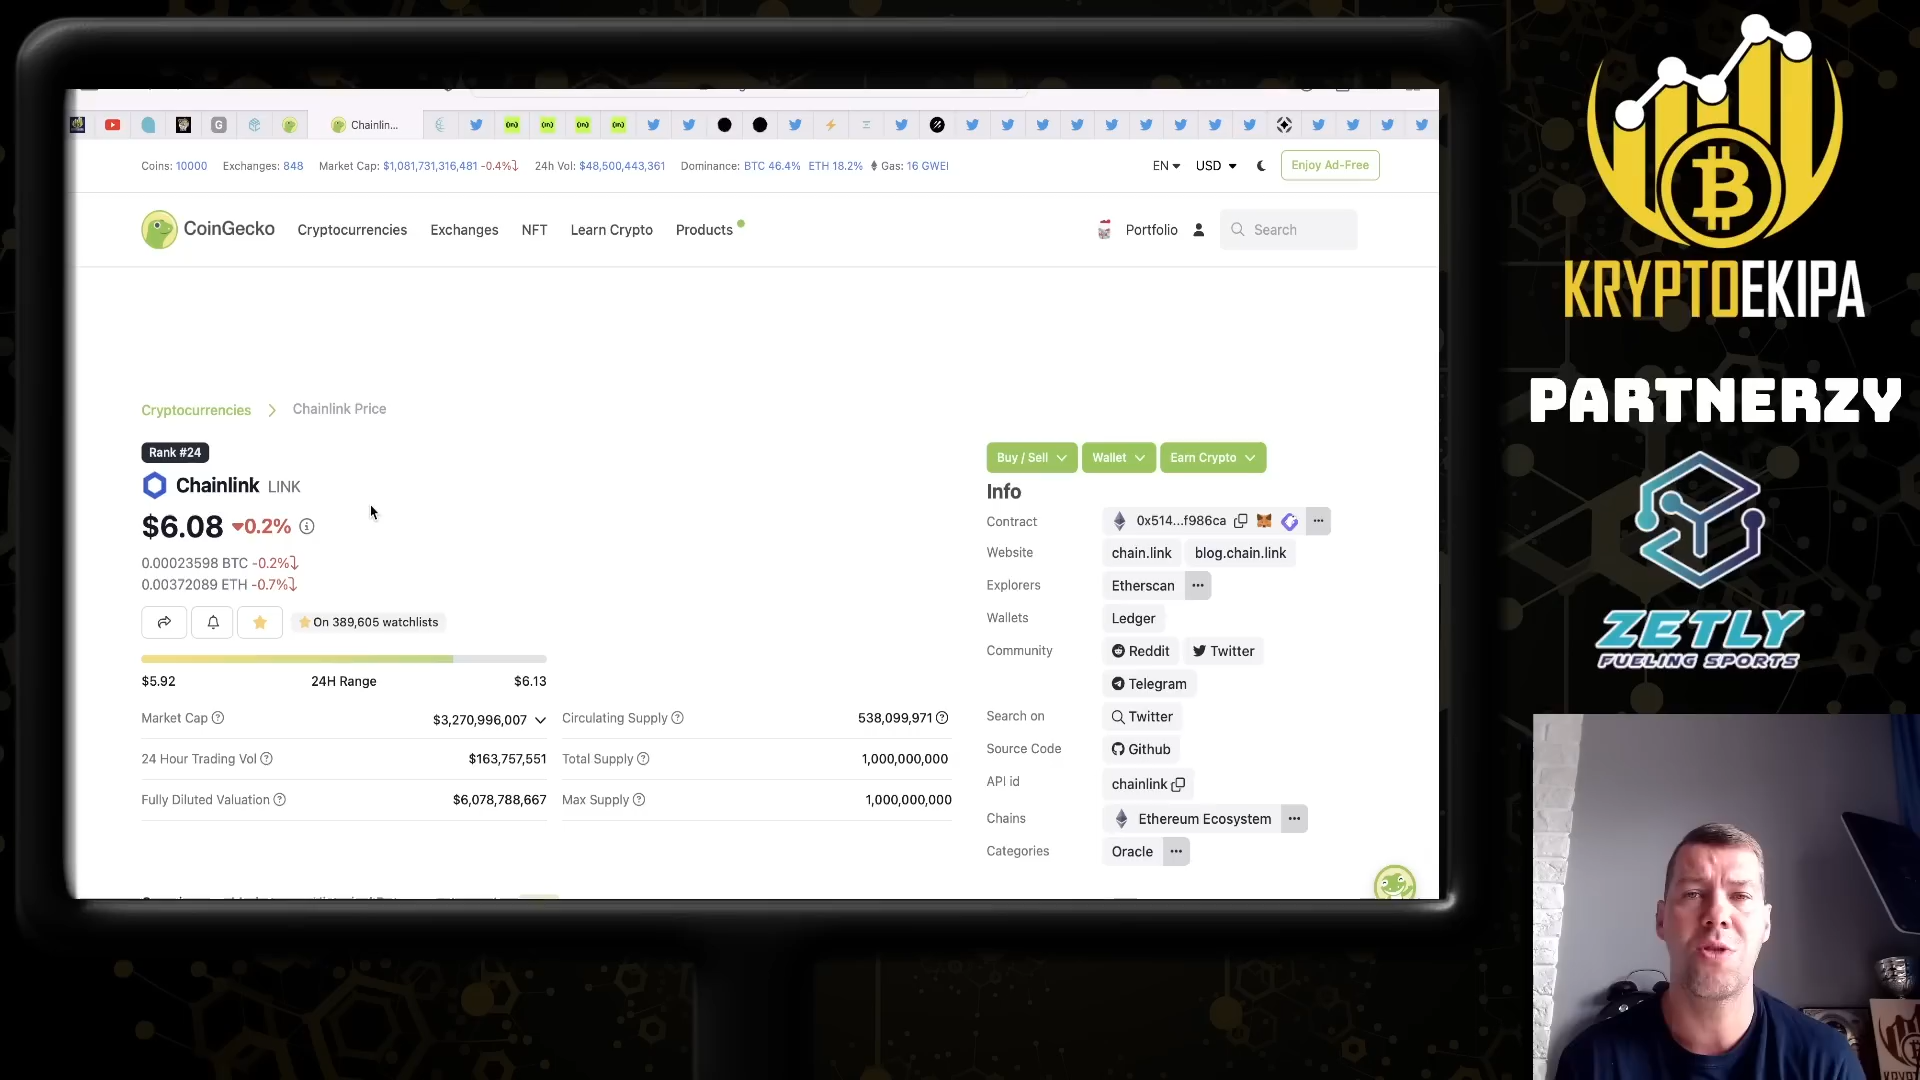 Chainlin...
Coins: 10000 Exchanges: 848 Market Cap: $1,081,731,316,481 -0.4% 24h Vol: $48,500,443,361 Dominance: BTC 46.4% ETH 18.2% Gas: 16 GWEI
EN USD Enjoy Ad-Free
CoinGecko Cryptocurrencies Exchanges NFT Learn Crypto Products
Portfolio Search
Cryptocurrencies > Chainlink Price
Rank #24
Chainlink LINK
$6.08 0.2%
0.00023598 BTC -0.2%
0.00372089 ETH -0.7%
On 389,605 watchlists
$5.92 24H Range $6.13
Market Cap $3,270,996,007
24 Hour Trading Vol $163,757,551
Fully Diluted Valuation $6,078,788,667
Circulating Supply 538,099,971
Total Supply 1,000,000,000
Max Supply 1,000,000,000
Buy / Sell Wallet Earn Crypto
Info
Contract 0x514...f986ca ...
Website chain.link blog.chain.link
Explorers Etherscan ...
Wallets Ledger
Community Reddit Twitter
Telegram
Search on Twitter
Source Code Github
API id chainlink
Chains Ethereum Ecosystem ...
Categories Oracle ...
KRYPTOEKIPA
PARTNERZY
ZETLY
FUELING SPORTS